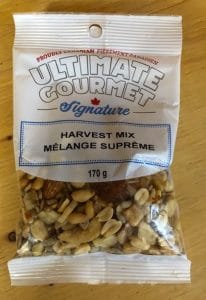 PROUDLY CANADIAN FIÈREMENT CANADIEN
ULTIMATE
GOURMET
Signature
HARVEST MIX
MÉLANGE SUPRÊME
170 g